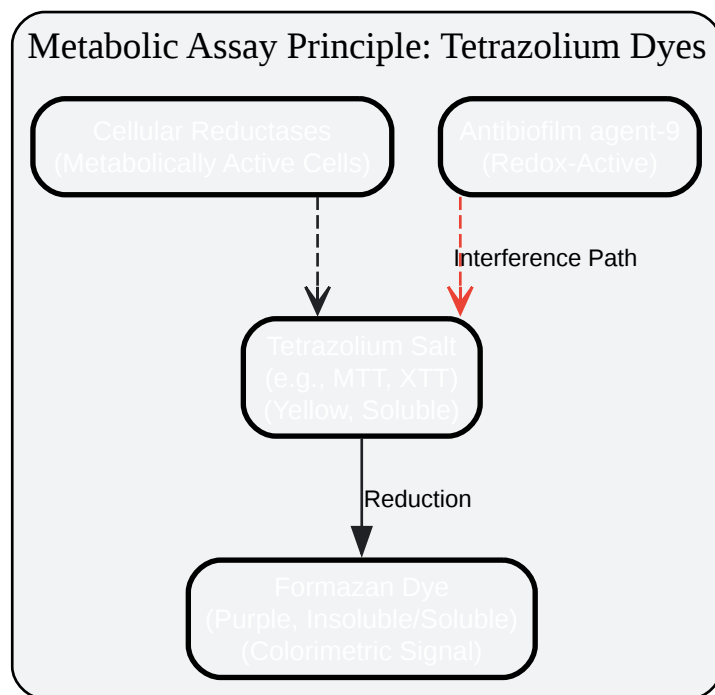 Metabolic Assay Principle: Tetrazolium Dyes
Cellular Reductases
(Metabolically Active Cells)
Antibiofilm agent-9
(Redox-Active)
Interference Path
Tetrazolium Salt
(e.g., MTT, XTT)
(Yellow, Soluble)
Reduction
Formazan Dye
(Purple, Insoluble/Soluble)
(Colorimetric Signal)